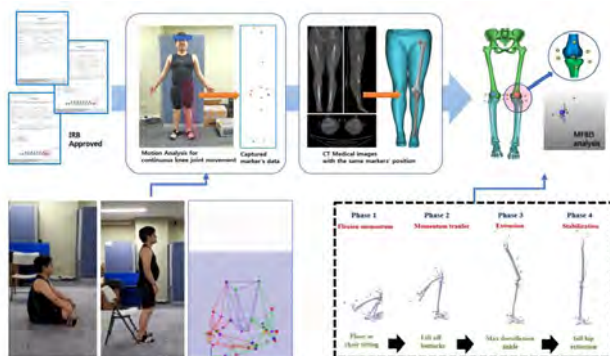 IRB
Approved
Motion Analysis for
continuous knee joint movement
Captured
marker's data
CT Medical images
with the same markers' position
MFBD
analysis
Phase 1
Phase 2
Phase 3
Phase 4
Flexion momentum
Momentum transfer
Extension
Stabilization
Floor or
chair sitting
Lift off
buttocks
Max dorsiflexion
ankle
full hip
extension